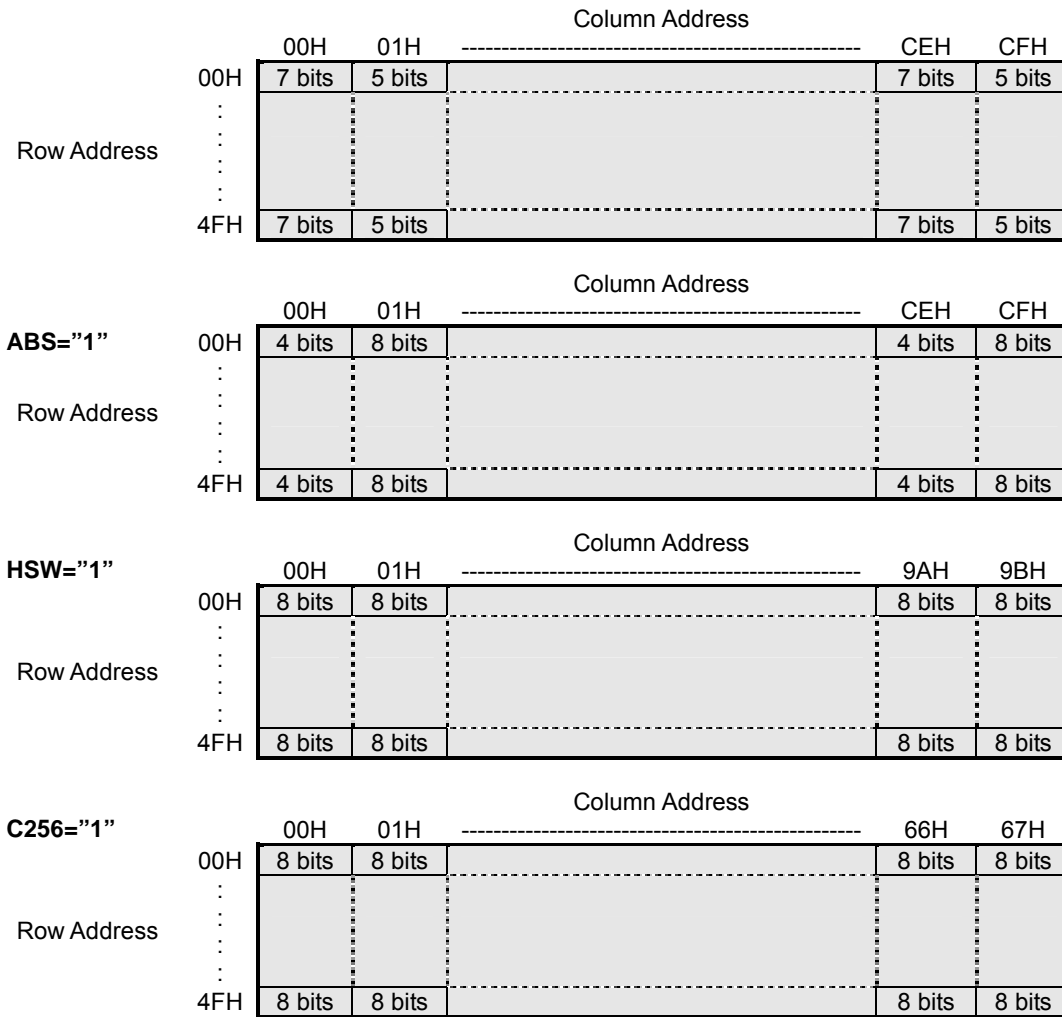 Column Address
00H 01H -------------------------------------------------- CEH CFH
00H 7 bits 5 bits 7 bits 5 bits
:
:
Row Address
:
:
4FH 7 bits 5 bits 7 bits 5 bits
Column Address
00H 01H -------------------------------------------------- CEH CFH
ABS=”1” 00H 4 bits 8 bits 4 bits 8 bits
:
:
Row Address
:
:
4FH 4 bits 8 bits 4 bits 8 bits
Column Address
HSW=”1” 00H 01H -------------------------------------------------- 9AH 9BH
00H 8 bits 8 bits 8 bits 8 bits
:
:
Row Address
:
:
4FH 8 bits 8 bits 8 bits 8 bits
Column Address
C256=”1” 00H 01H -------------------------------------------------- 66H 67H
00H 8 bits 8 bits 8 bits 8 bits
:
:
Row Address
:
:
4FH 8 bits 8 bits 8 bits 8 bits